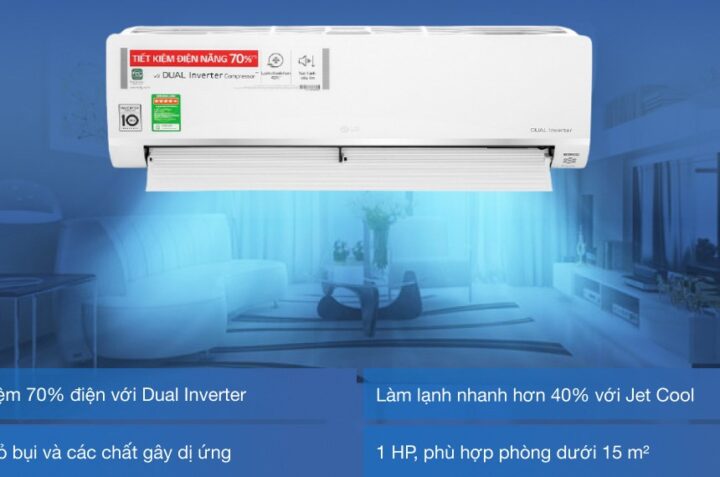 TIẾT KIỆM ĐIỆN NĂNG 70%
DUAL Inverter Compressor
10
LG
DUAL Inverter
70% điện với Dual Inverter
Làm lạnh nhanh hơn 40% với Jet Cool
bụi và các chất gây dị ứng
1 HP, phù hợp phòng dưới 15 m²